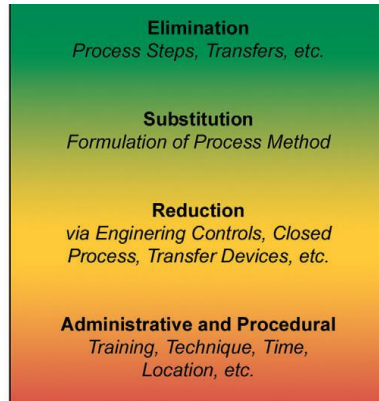 Elimination
Process Steps, Transfers, etc.
Substitution
Formulation of Process Method
Reduction
via Enginering Controls, Closed
Process, Transfer Devices, etc.
Administrative and Procedural
Training, Technique, Time,
Location, etc.